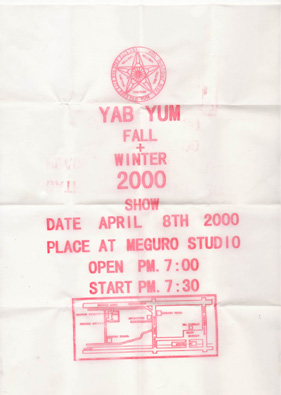 YAB YUM
FALL
+
WINTER
2000
SHOW
DATE APRIL 8TH 2000
PLACE AT MEGURO STUDIO
OPEN PM. 7:00
START PM. 7:30